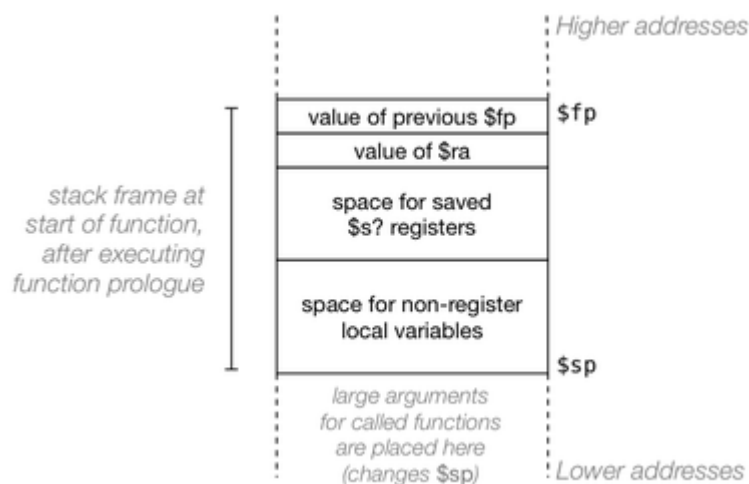 Higher addresses
value of previous $fp
$fp
value of $ra
stack frame at
start of function,
after executing
function prologue
space for saved
$s? registers
space for non-register
local variables
$sp
large arguments
for called functions
are placed here
(changes $sp)
Lower addresses